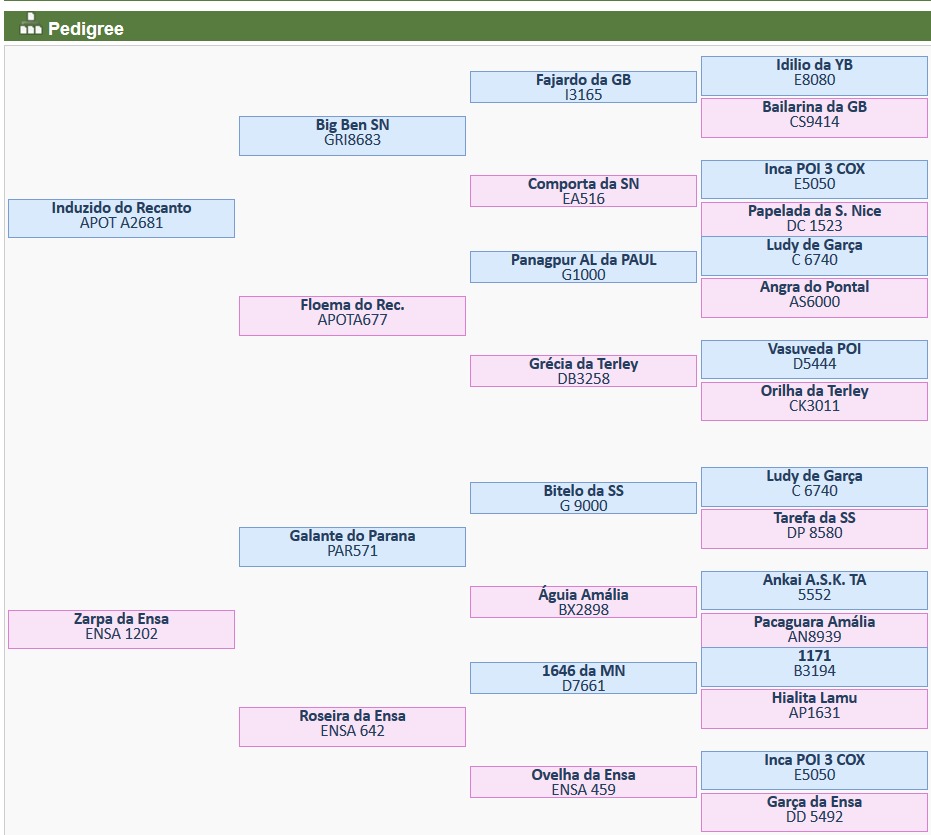 Pedigree
Induzido do Recanto
APOT A2681
Big Ben SN
GRI8683
Fajardo da GB
I3165
Idilio da YB
E8080
Bailarina da GB
CS9414
Comporta da SN
EA516
Inca POI 3 COX
E5050
Papelada da S. Nice
DC 1523
Floema do Rec.
APOTA677
Panagpur AL da PAUL
G1000
Ludy de Garça
C 6740
Angra do Pontal
AS6000
Grécia da Terley
DB3258
Vasuveda POI
D5444
Orilha da Terley
CK3011
Zarpa da Ensa
ENSA 1202
Galante do Parana
PAR571
Bitelo da SS
G 9000
Ludy de Garça
C 6740
Tarefa da SS
DP 8580
Águia Amália
BX2898
Ankai A.S.K. TA
5552
Pacaguara Amália
AN8939
Roseira da Ensa
ENSA 642
1646 da MN
D7661
1171
B3194
Hialita Lamu
AP1631
Ovelha da Ensa
ENSA 459
Inca POI 3 COX
E5050
Garça da Ensa
DD 5492